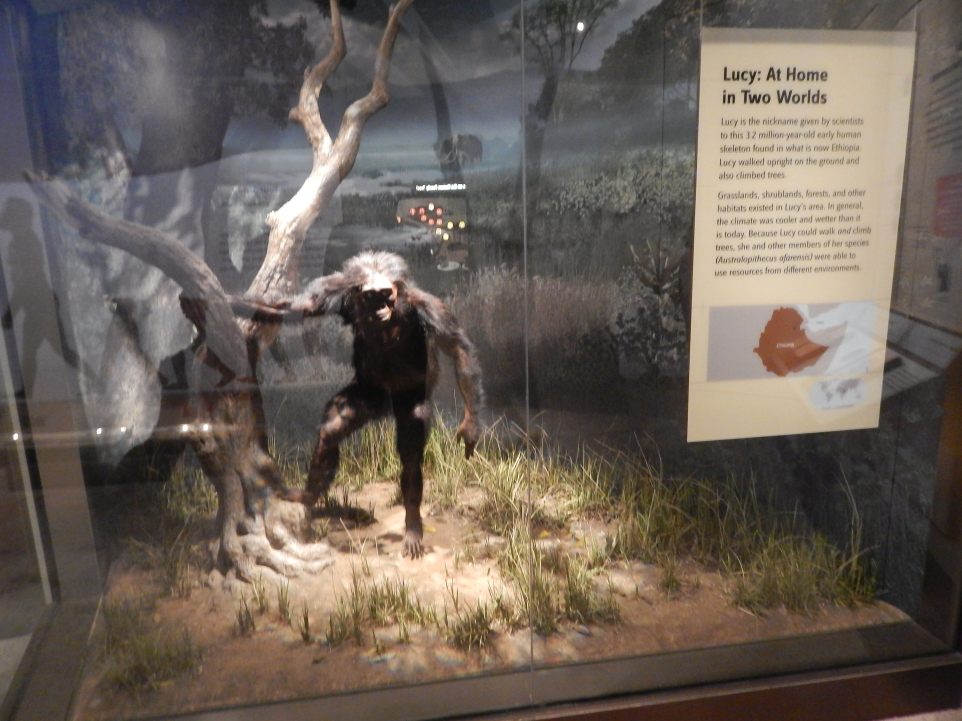 Lucy: At Home
in Two Worlds
Lucy is the nickname given by scientists
to this 3.2 million-year-old early human
skeleton found in what is now Ethiopia.
Lucy walked upright on the ground and
also climbed trees.
Grasslands, shrublands, forests, and other
habitats existed in Lucy's area. In general,
the climate was cooler and wetter than it
is today. Because Lucy could walk and climb
trees, she and other members of her species
(Australopithecus afarensis) were able to
use resources from different environments.
ETHIOPIA